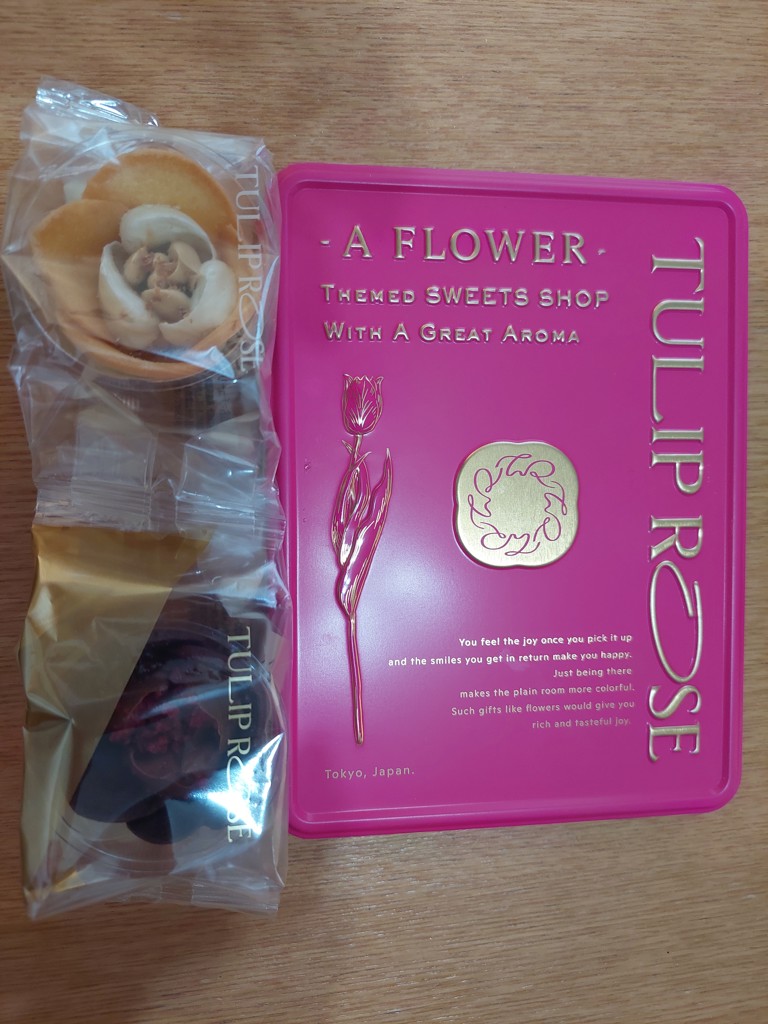 - A FLOWER -
THEMED SWEETS SHOP
WITH A GREAT AROMA
TULIP ROSE
You feel the joy once you pick it up
and the smiles you get in return make you happy.
Just being there
makes the plain room more colorful.
Such gifts like flowers would give you
rich and tasteful joy.
Tokyo, Japan.
TULIP ROSE
TULIP ROSE